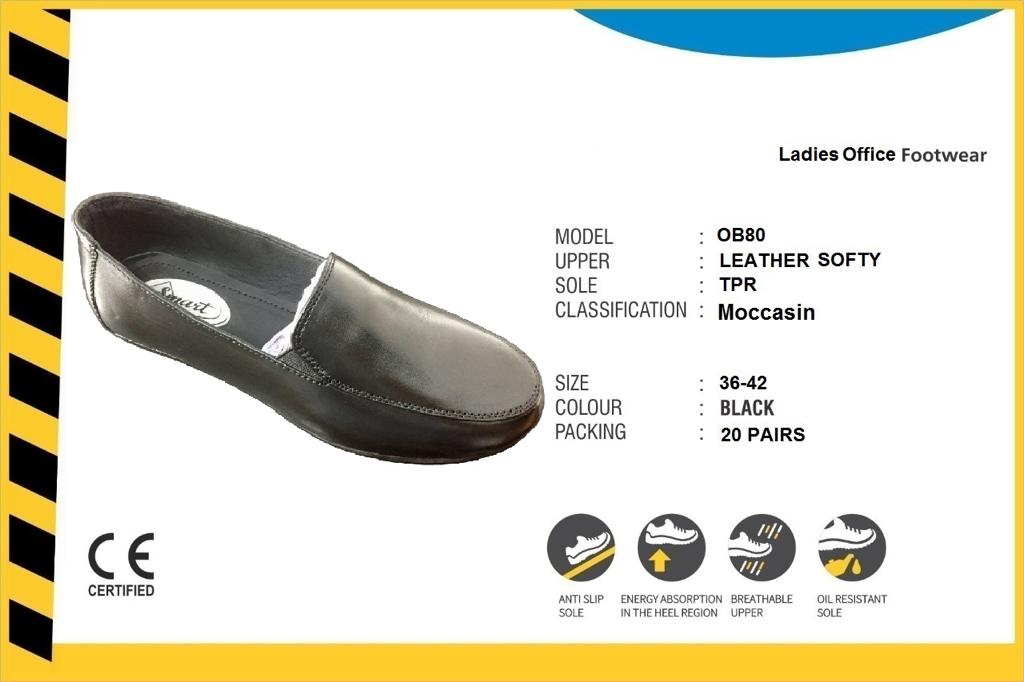 Ladies Office Footwear
MODEL : OB80
UPPER : LEATHER SOFTY
SOLE : TPR
CLASSIFICATION : Moccasin
SIZE : 36-42
COLOUR : BLACK
PACKING : 20 PAIRS
Smart
CE
CERTIFIED
ANTI SLIP
SOLE
ENERGY ABSORPTION
IN THE HEEL REGION
BREATHABLE
UPPER
OIL RESISTANT
SOLE